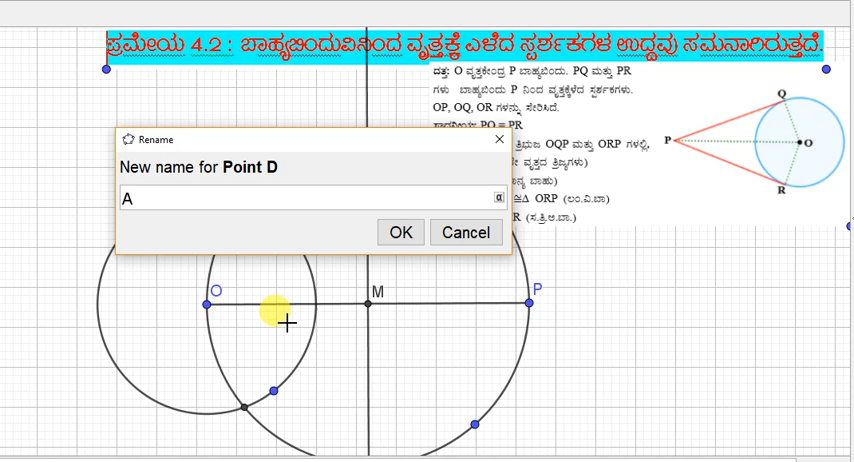 ಪ್ರಮೇಯ 4.2 : ಬಾಹ್ಯಬಿಂದುವಿನಿಂದ ವೃತ್ತಕ್ಕೆ ಎಳೆದ ಸ್ಪರ್ಶಕಗಳ ಉದ್ದವು ಸಮನಾಗಿರುತ್ತದೆ.
ದತ್ತ: O ವೃತ್ತಕೇಂದ್ರ P ಬಾಹ್ಯಬಿಂದು. PQ ಮತ್ತು PR
ಗಳು ಬಾಹ್ಯಬಿಂದು P ನಿಂದ ವೃತ್ತಕ್ಕೆಳೆದ ಸ್ಪರ್ಶಕಗಳು.
OP, OQ, OR ಗಳನ್ನು ಸೇರಿಸಿದೆ.
PQ = PR
ತ್ರಿಭುಜ OQP ಮತ್ತು ORP ಗಳಲ್ಲಿ,
ವೃತ್ತದ ತ್ರಿಜ್ಯಗಳು)
ಬಾಹು)
≅Δ ORP (ಲಂ.ವಿ.ಬಾ)
R (ಸ.ತ್ರಿ.ಅ.ಬಾ.)
Q
P
O
R
Rename
New name for Point D
A
α
OK
Cancel
O
M
P